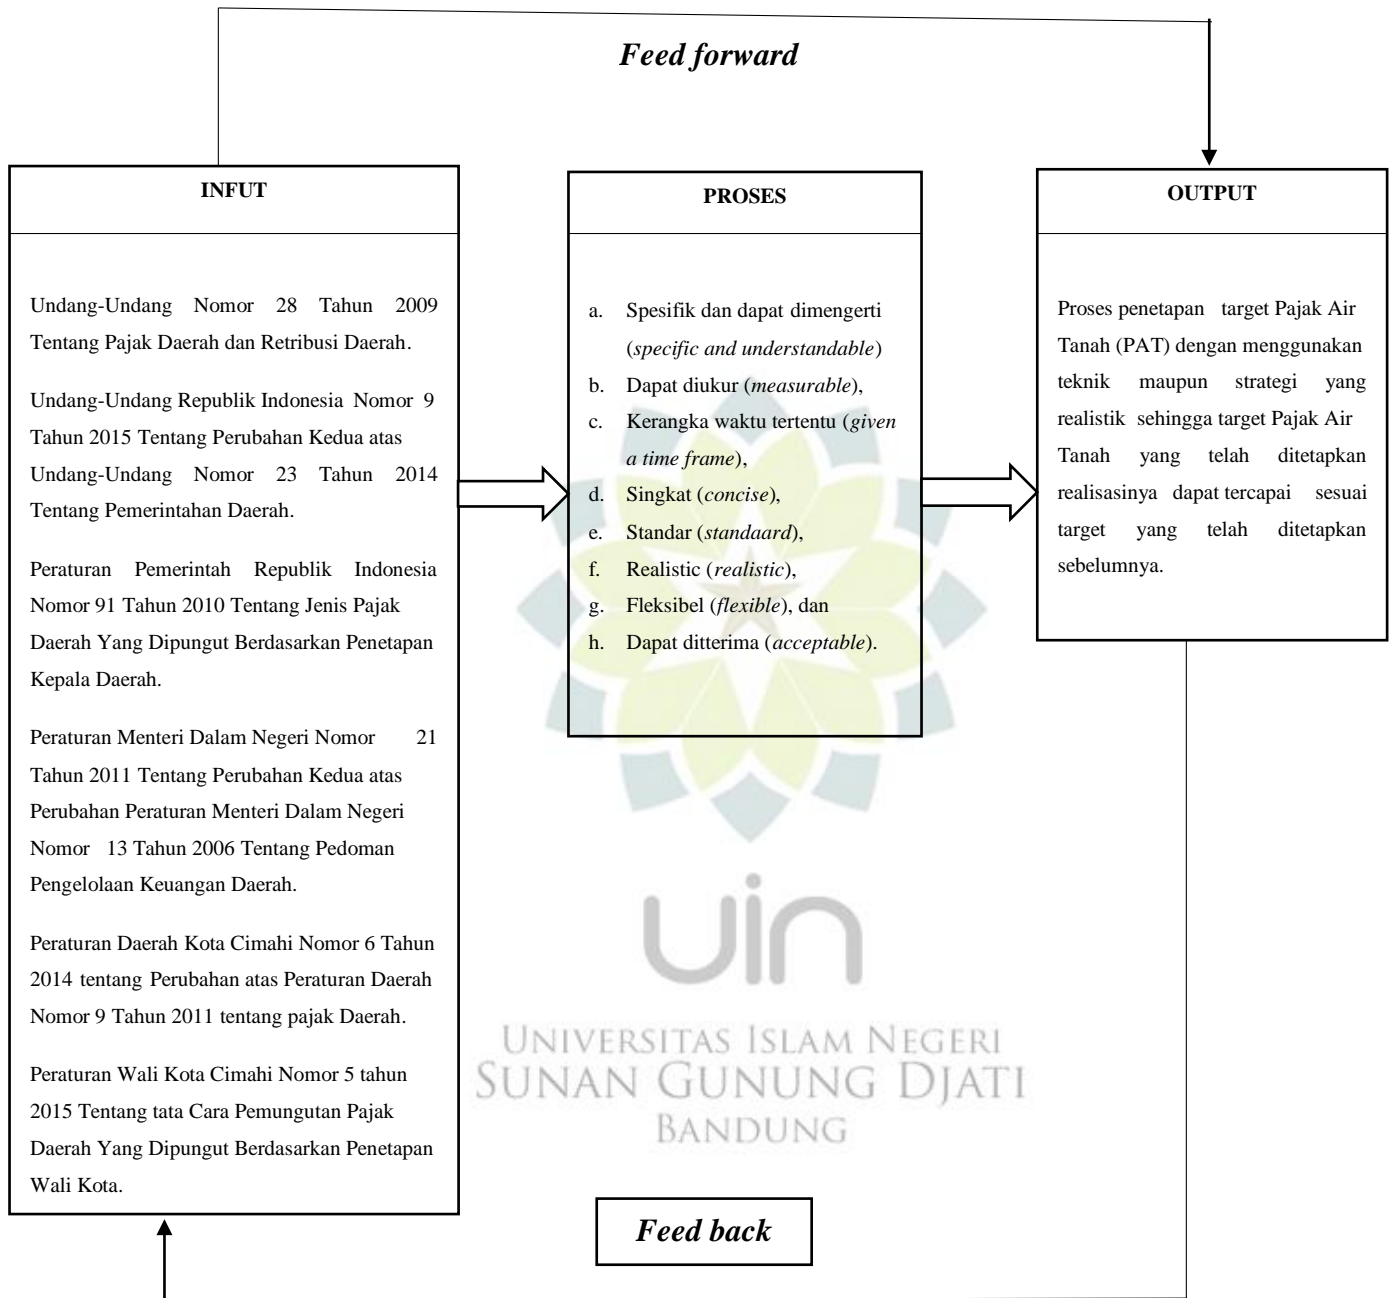 Feed forward
INFUT
Undang-Undang Nomor 28 Tahun 2009
Tentang Pajak Daerah dan Retribusi Daerah.
Undang-Undang Republik Indonesia Nomor 9
Tahun 2015 Tentang Perubahan Kedua atas
Undang-Undang Nomor 23 Tahun 2014
Tentang Pemerintahan Daerah.
Peraturan Pemerintah Republik Indonesia
Nomor 91 Tahun 2010 Tentang Jenis Pajak
Daerah Yang Dipungut Berdasarkan Penetapan
Kepala Daerah.
Peraturan Menteri Dalam Negeri Nomor 21
Tahun 2011 Tentang Perubahan Kedua atas
Perubahan Peraturan Menteri Dalam Negeri
Nomor 13 Tahun 2006 Tentang Pedoman
Pengelolaan Keuangan Daerah.
Peraturan Daerah Kota Cimahi Nomor 6 Tahun
2014 tentang Perubahan atas Peraturan Daerah
Nomor 9 Tahun 2011 tentang pajak Daerah.
Peraturan Wali Kota Cimahi Nomor 5 tahun
2015 Tentang tata Cara Pemungutan Pajak
Daerah Yang Dipungut Berdasarkan Penetapan
Wali Kota.
PROSES
a. Spesifik dan dapat dimengerti
(specific and understandable)
b. Dapat diukur (measurable),
c. Kerangka waktu tertentu (given
a time frame),
d. Singkat (concise),
e. Standar (standaard),
f. Realistic (realistic),
g. Fleksibel (flexible), dan
h. Dapat ditterima (acceptable).
OUTPUT
Proses penetapan target Pajak Air
Tanah (PAT) dengan menggunakan
teknik maupun strategi yang
realistik sehingga target Pajak Air
Tanah yang telah ditetapkan
realisasinya dapat tercapai sesuai
target yang telah ditetapkan
sebelumnya.
uin
UNIVERSITAS ISLAM NEGERI
SUNAN GUNUNG DJATI
BANDUNG
Feed back